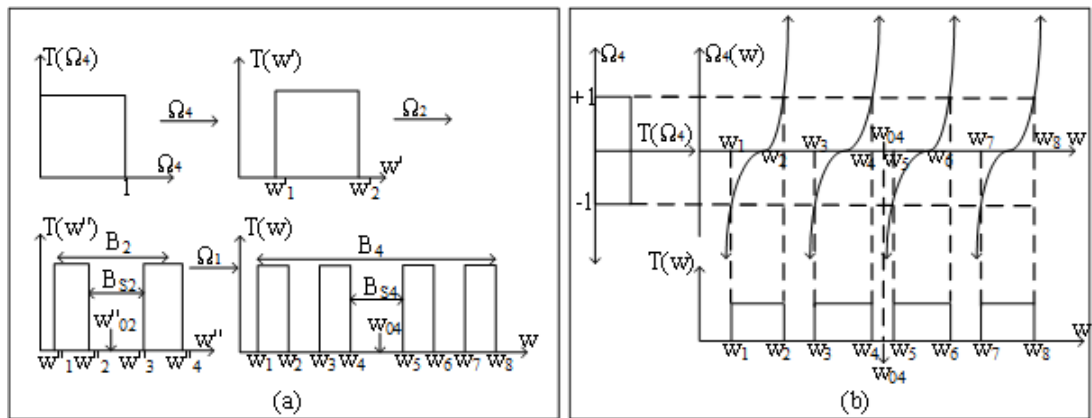 T(Ω₄)
Ω₄
1
Ω₄
T(w')
Ω₂
w'₁ w'₂ w'
T(w'')
B₂
B_S2
w''₀₂
w''₁ w''₂ w''₃ w''₄ w''
Ω₁
T(w)
B₄
B_S4
w₀₄
w₁ w₂ w₃ w₄ w₅ w₆ w₇ w₈ w
(a)
Ω₄
Ω₄(w)
+1
T(Ω₄)
-1
w₁ w₂ w₃ w₄ w₀₄ w₅ w₆ w₇ w₈ w
T(w)
w₁ w₂ w₃ w₄ w₅ w₆ w₇ w₈ w
w₀₄
(b)